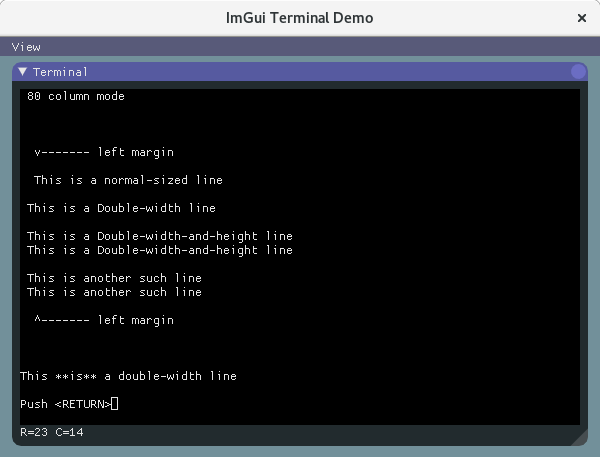 ImGui Terminal Demo
View
Terminal
80 column mode
v------- left margin
This is a normal-sized line
This is a Double-width line
This is a Double-width-and-height line
This is a Double-width-and-height line
This is another such line
This is another such line
^------- left margin
This **is** a double-width line
Push <RETURN>
R=23 C=14